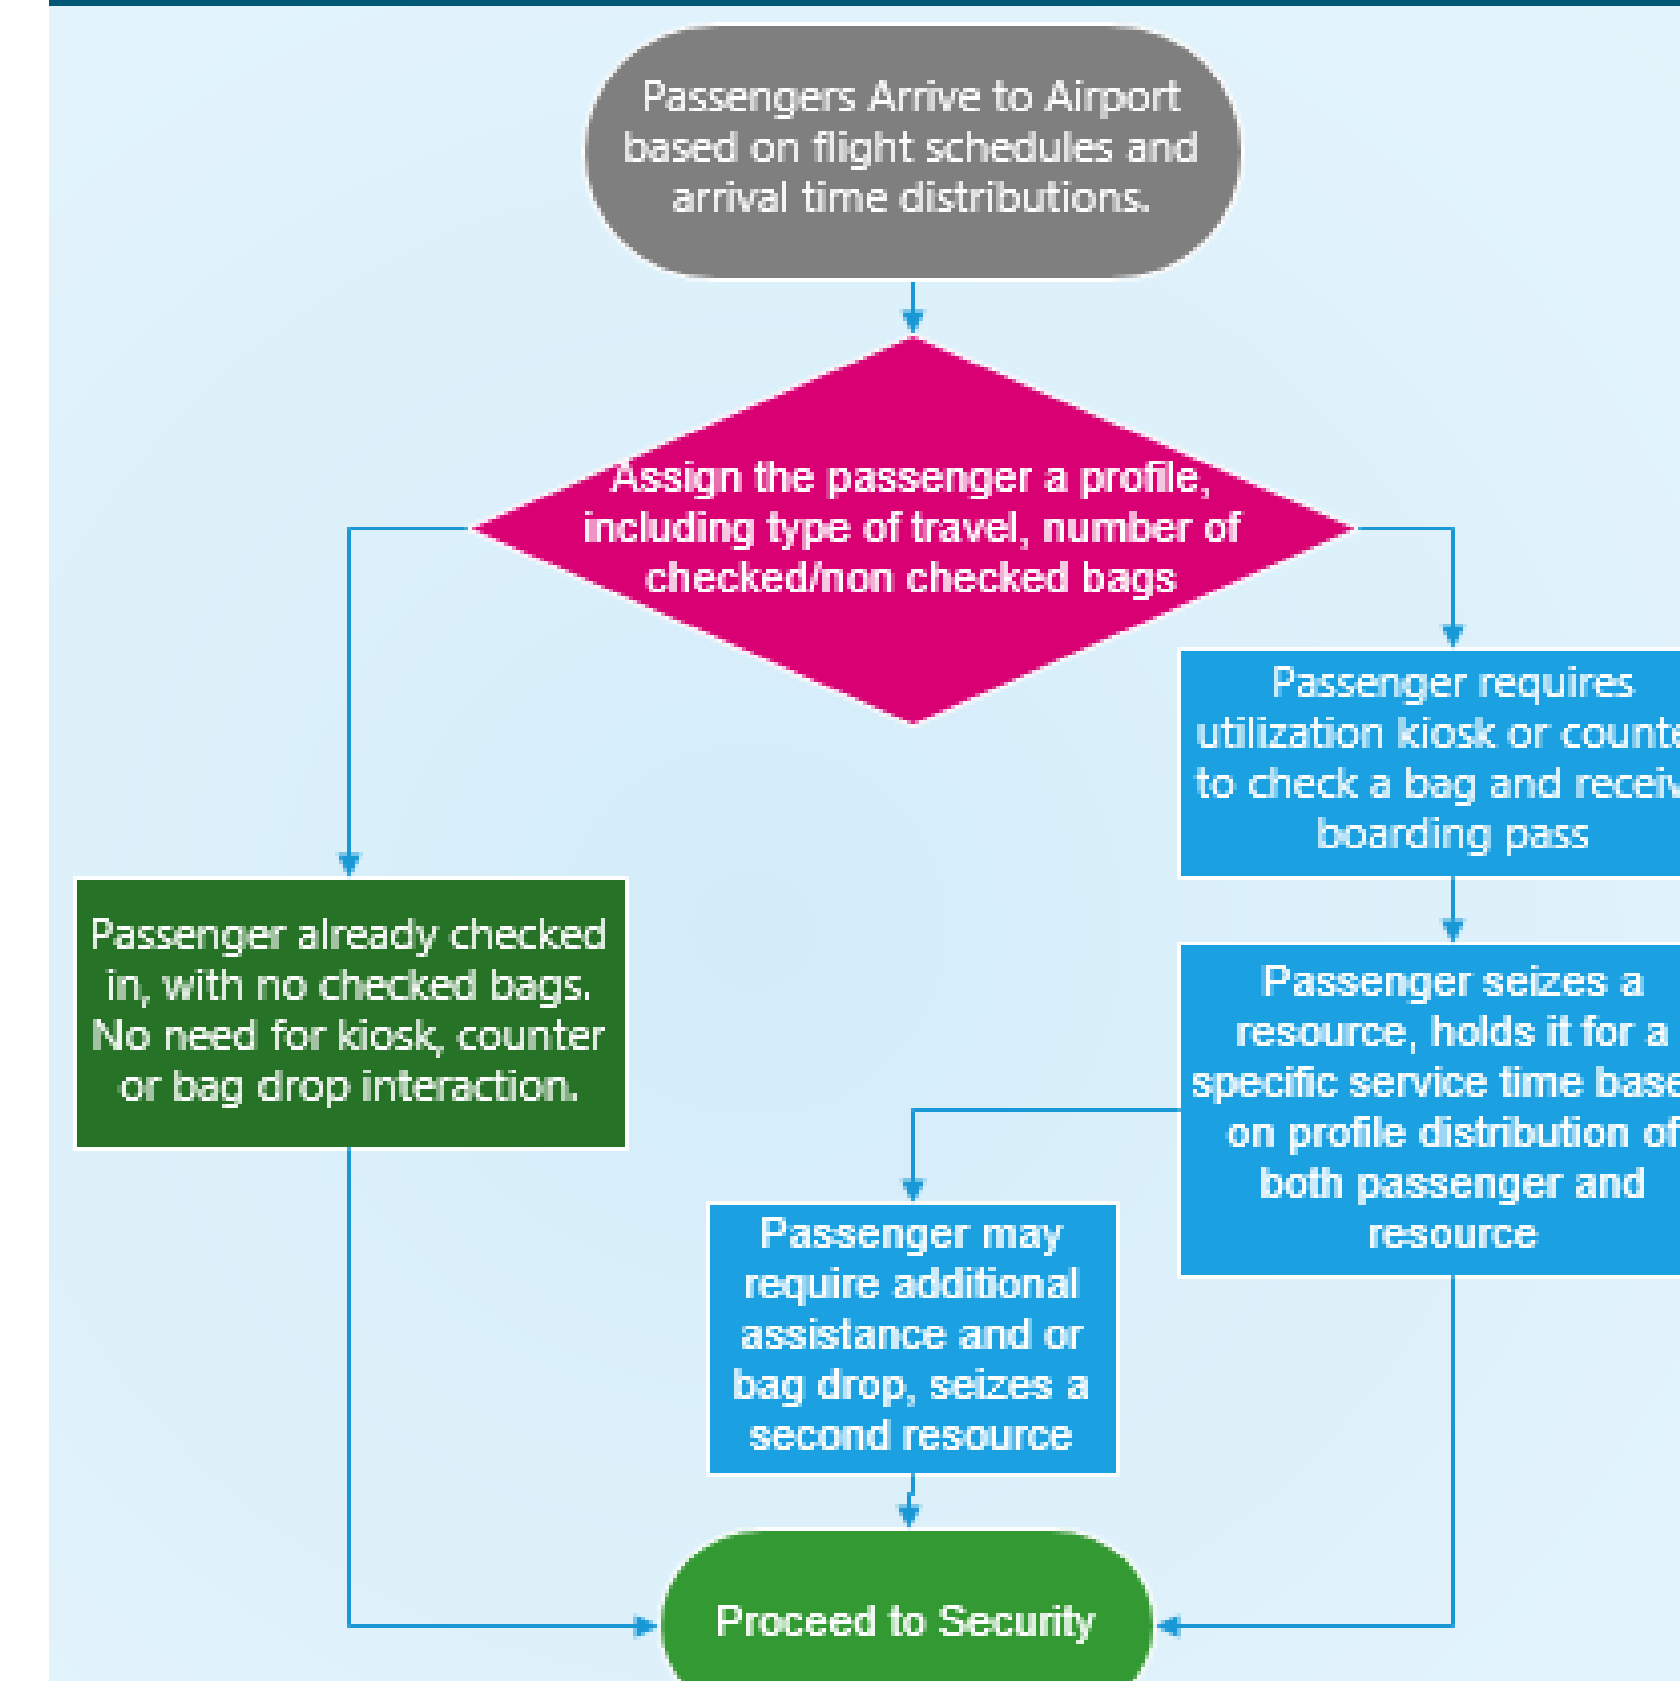 Passengers Arrive to Airport
based on flight schedules and
arrival time distributions.
Assign the passenger a profile,
including type of travel, number of
checked/non checked bags
Passenger requires
utilization kiosk or counte
to check a bag and receiv
boarding pass
Passenger already checked
in, with no checked bags.
No need for kiosk, counter
or bag drop interaction.
Passenger seizes a
resource, holds it for a
specific service time base
on profile distribution of
both passenger and
resource
Passenger may
require additional
assistance and or
bag drop, seizes a
second resource
Proceed to Security